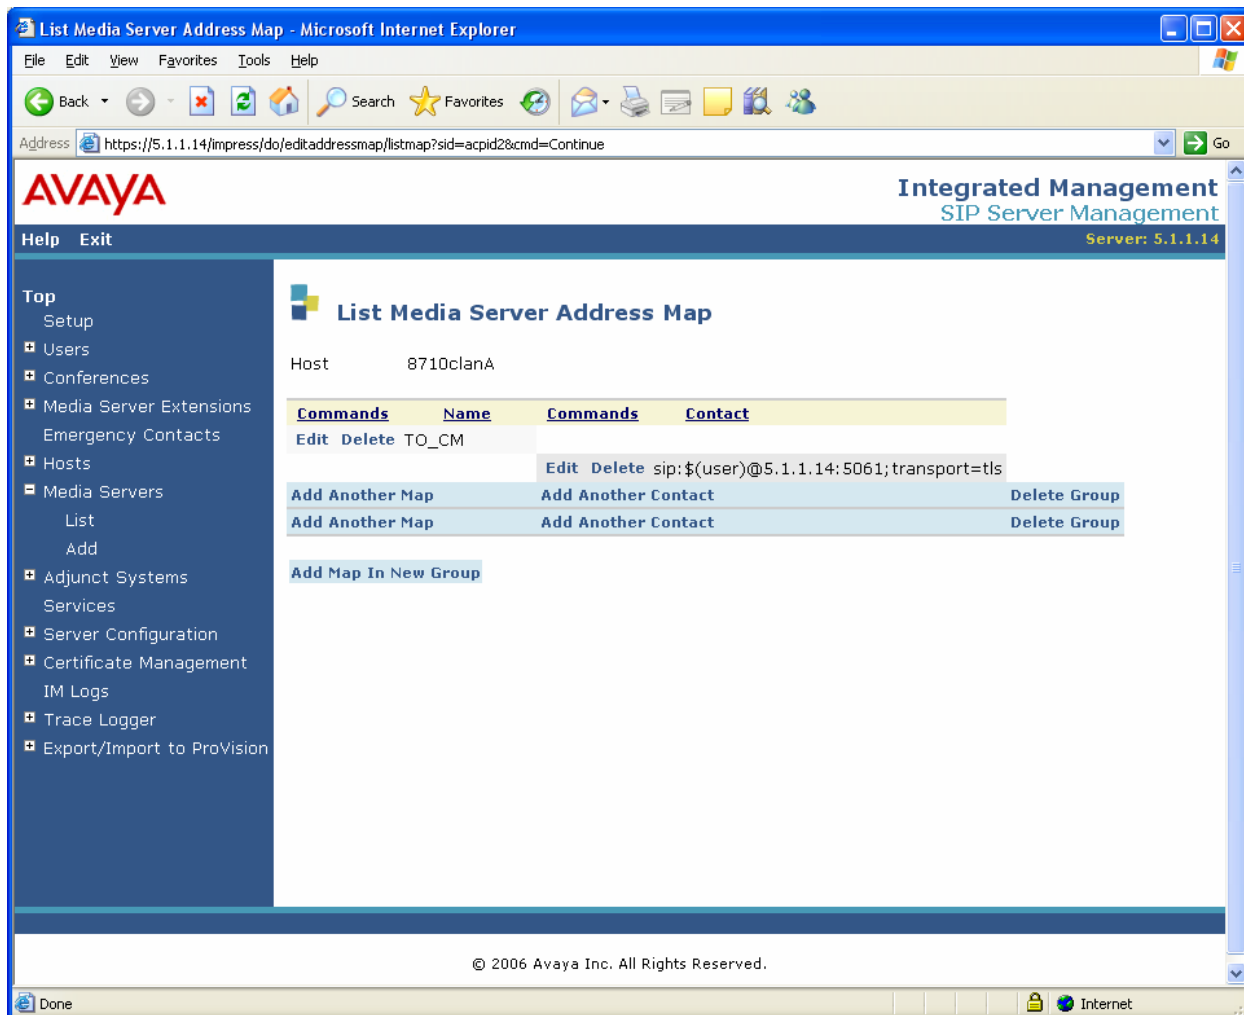 List Media Server Address Map - Microsoft Internet Explorer
File Edit View Favorites Tools Help
Back Search Favorites
Address https://5.1.1.14/impress/do/editaddressmap/listmap?sid=acpid2&cmd=Continue Go
AVAYA
Integrated Management
SIP Server Management
Help Exit
Server: 5.1.1.14
Top
Setup
Users
Conferences
Media Server Extensions
Emergency Contacts
Hosts
Media Servers
List
Add
Adjunct Systems
Services
Server Configuration
Certificate Management
IM Logs
Trace Logger
Export/Import to ProVision
List Media Server Address Map
Host 8710clanA
Commands Name Commands Contact
Edit Delete TO_CM
Edit Delete sip:$(user)@5.1.1.14:5061;transport=tls
Add Another Map Add Another Contact Delete Group
Add Another Map Add Another Contact Delete Group
Add Map In New Group
© 2006 Avaya Inc. All Rights Reserved.
Done Internet